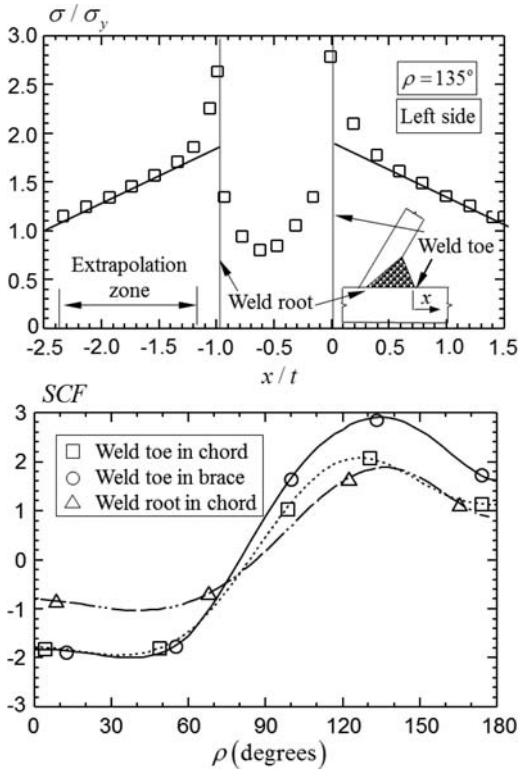 σ / σy
3.0
2.5
2.0
1.5
1.0
0.5
0
ρ = 135°
Left side
Extrapolation
zone
Weld root
Weld toe
x
-2.5 -2.0 -1.5 -1.0 -0.5 0 0.5 1.0 1.5
x / t
SCF
3
2
1
0
-1
-2
-3
Weld toe in chord
Weld toe in brace
Weld root in chord
0 30 60 90 120 150 180
ρ (degrees)